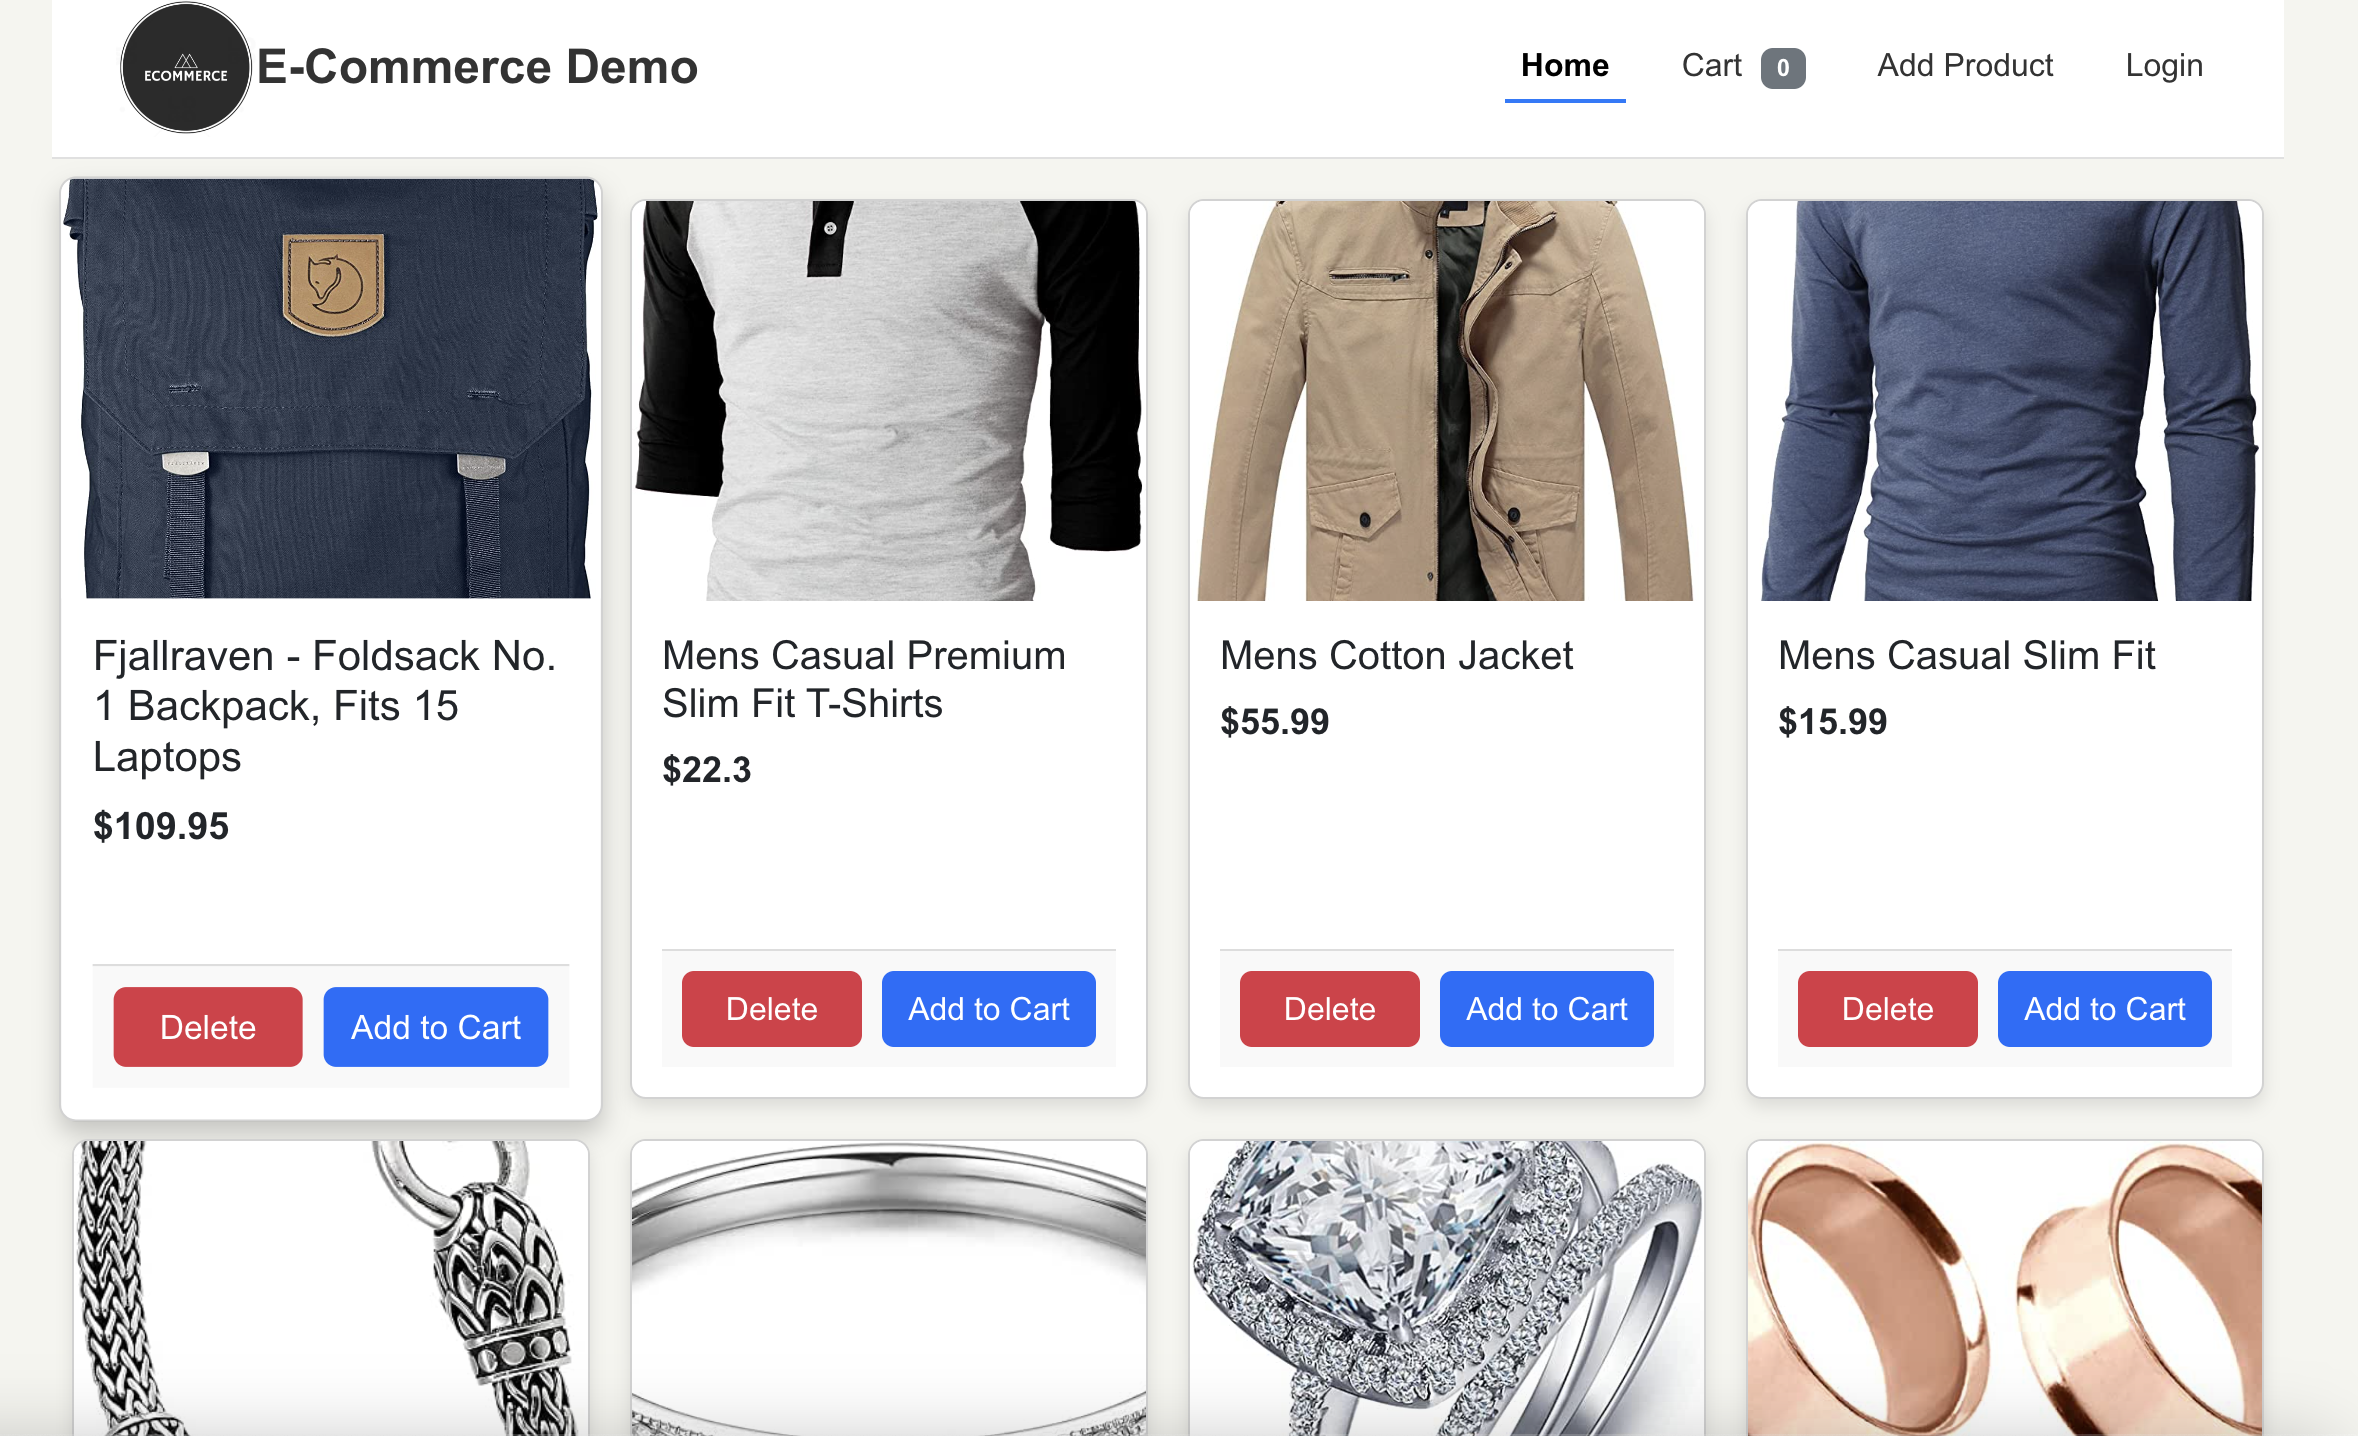 ECOMMERCE
E-Commerce Demo
Home
Cart 0
Add Product
Login
Fjallraven - Foldsack No.
1 Backpack, Fits 15
Laptops
$109.95
Delete
Add to Cart
Mens Casual Premium
Slim Fit T-Shirts
$22.3
Delete
Add to Cart
Mens Cotton Jacket
$55.99
Delete
Add to Cart
Mens Casual Slim Fit
$15.99
Delete
Add to Cart